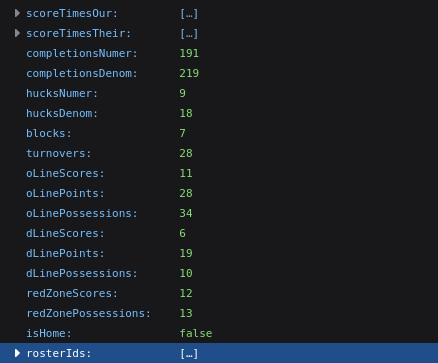 scoreTimesOur: […]
scoreTimesTheir: […]
completionsNumer: 191
completionsDenom: 219
hucksNumer: 9
hucksDenom: 18
blocks: 7
turnovers: 28
oLineScores: 11
oLinePoints: 28
oLinePossessions: 34
dLineScores: 6
dLinePoints: 19
dLinePossessions: 10
redZoneScores: 12
redZonePossessions: 13
isHome: false
rosterIds: […]